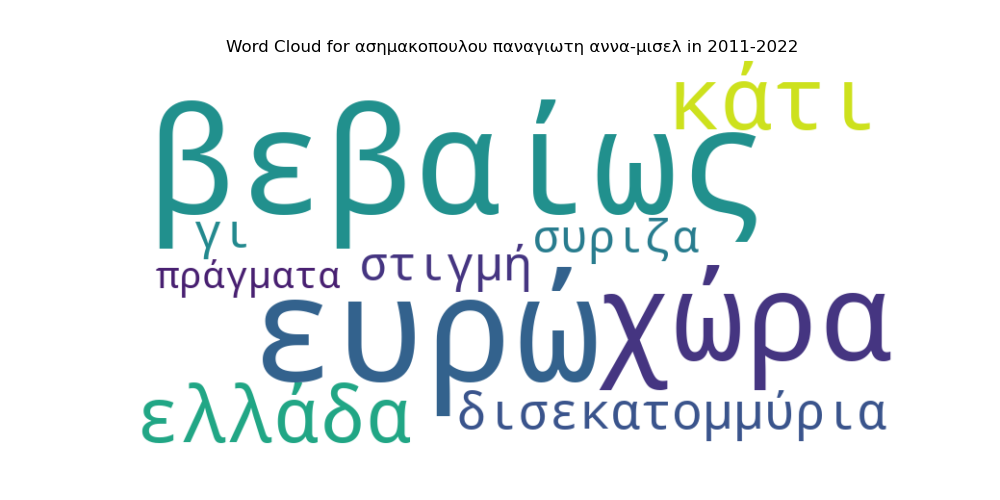 Word Cloud for ασημακοπουλου παναγιωτη αννα-μισελ in 2011-2022
κάτι
βεβαίως
γι
συριζα
στιγμή
πράγματα
ευρώ
χώρα
ελλάδα
δισεκατομμύρια